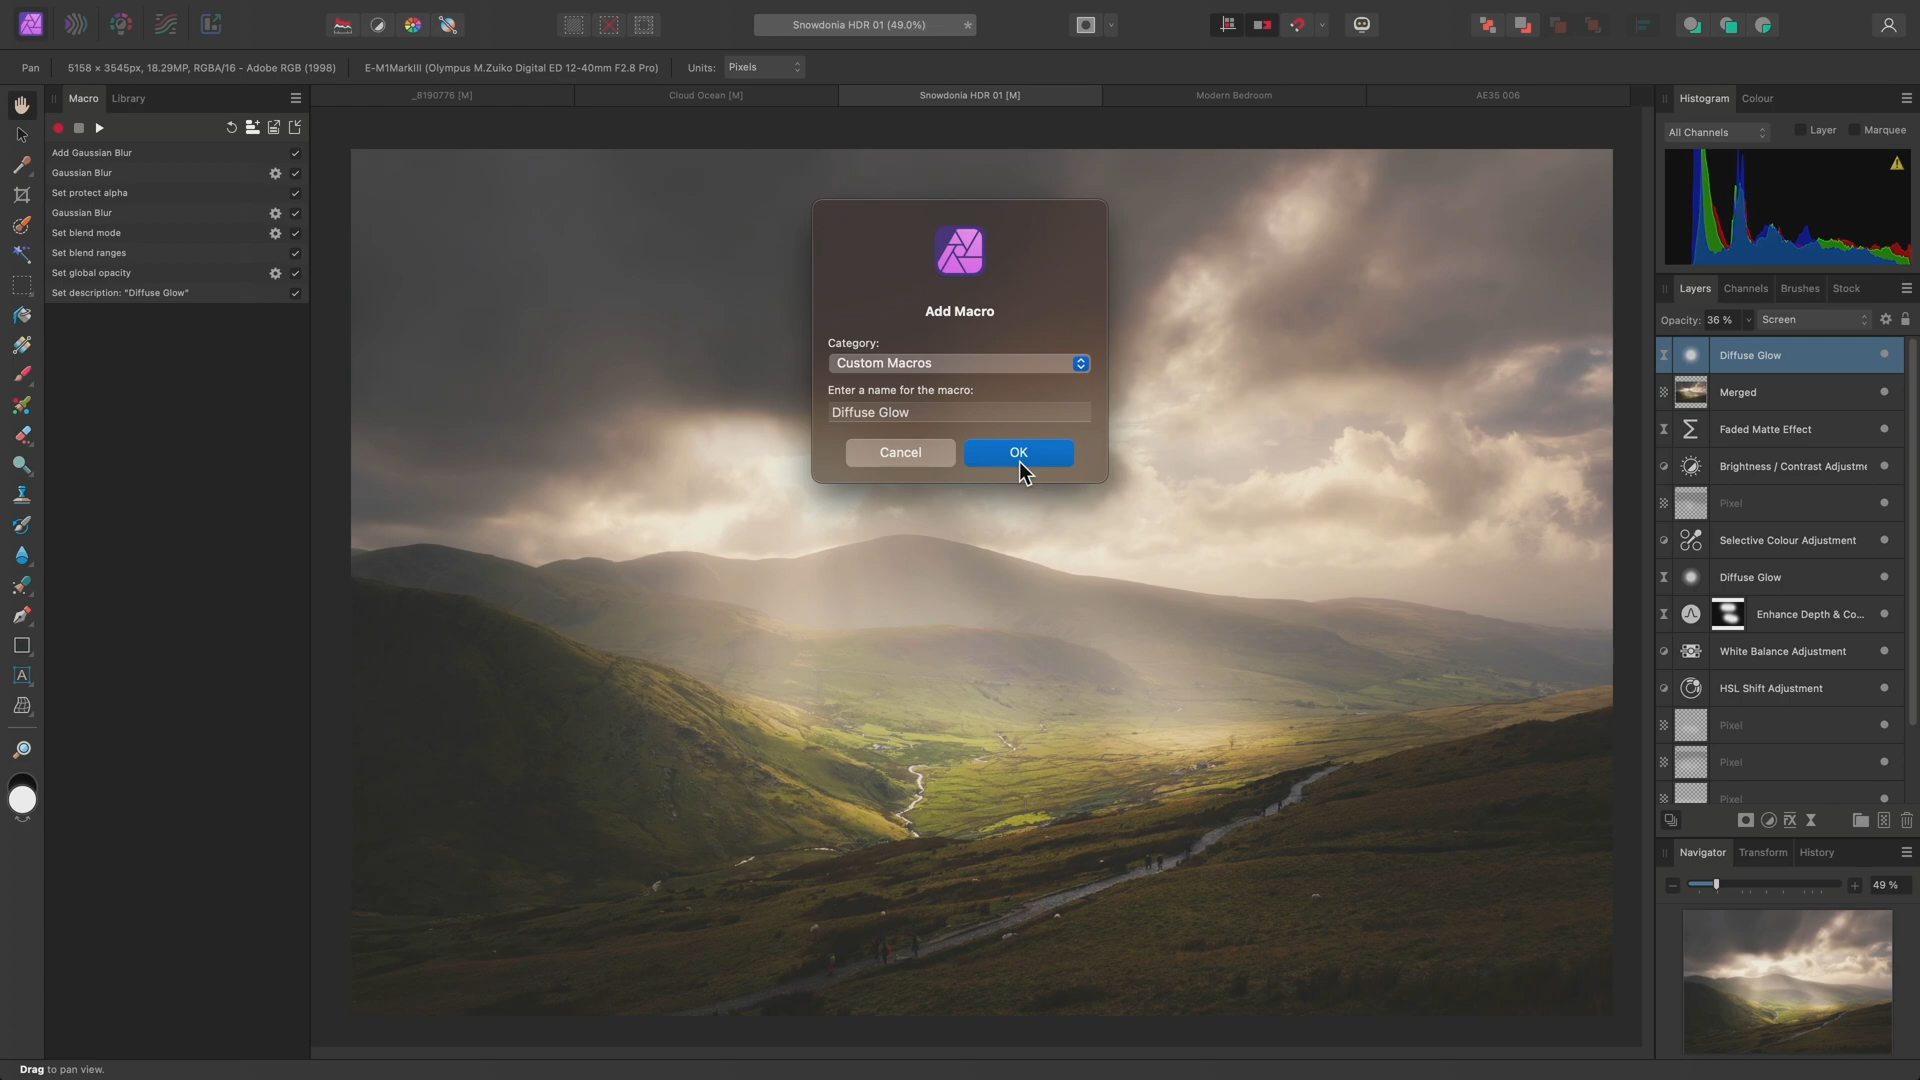 Snowdonia HDR 01 (49.0%)
Pan
5158 × 3545px, 18.29MP, RGBA/16 - Adobe RGB (1998)
E-M1MarkIII (Olympus M.Zuiko Digital ED 12-40mm F2.8 Pro)
Units:
Pixels
Macro
Library
_8190776 [M]
Cloud Ocean [M]
Snowdonia HDR 01 [M]
Modern Bedroom
AE35 006
Histogram
Colour
All Channels
Layer
Marquee
Add Gaussian Blur
Gaussian Blur
Set protect alpha
Gaussian Blur
Set blend mode
Set blend ranges
Set global opacity
Set description: "Diffuse Glow"
Add Macro
Category:
Custom Macros
Enter a name for the macro:
Diffuse Glow
Cancel
OK
Layers
Channels
Brushes
Stock
Opacity:
36 %
Screen
Diffuse Glow
Merged
Faded Matte Effect
Brightness / Contrast Adjustme
Pixel
Selective Colour Adjustment
Diffuse Glow
Enhance Depth & Co...
White Balance Adjustment
HSL Shift Adjustment
Pixel
Pixel
Pixel
Navigator
Transform
History
49 %
Drag to pan view.